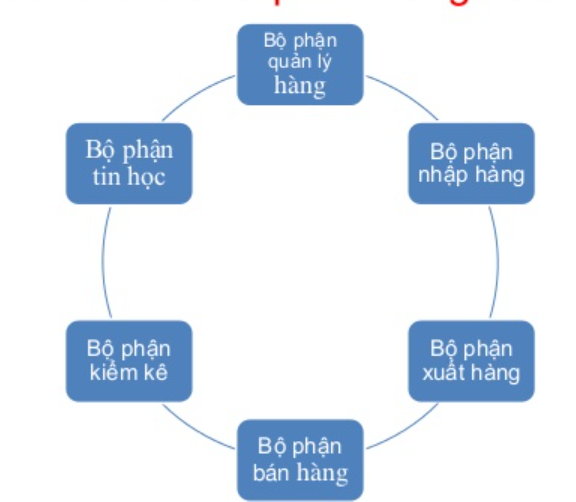 Bộ phận
quản lý
hàng
Bộ phận
nhập hàng
Bộ phận
xuất hàng
Bộ phận
bán hàng
Bộ phận
kiểm kê
Bộ phận
tin học